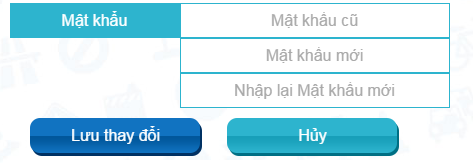 Mật khẩu
Mật khẩu cũ
Mật khẩu mới
Nhập lại Mật khẩu mới
Lưu thay đổi
Hủy